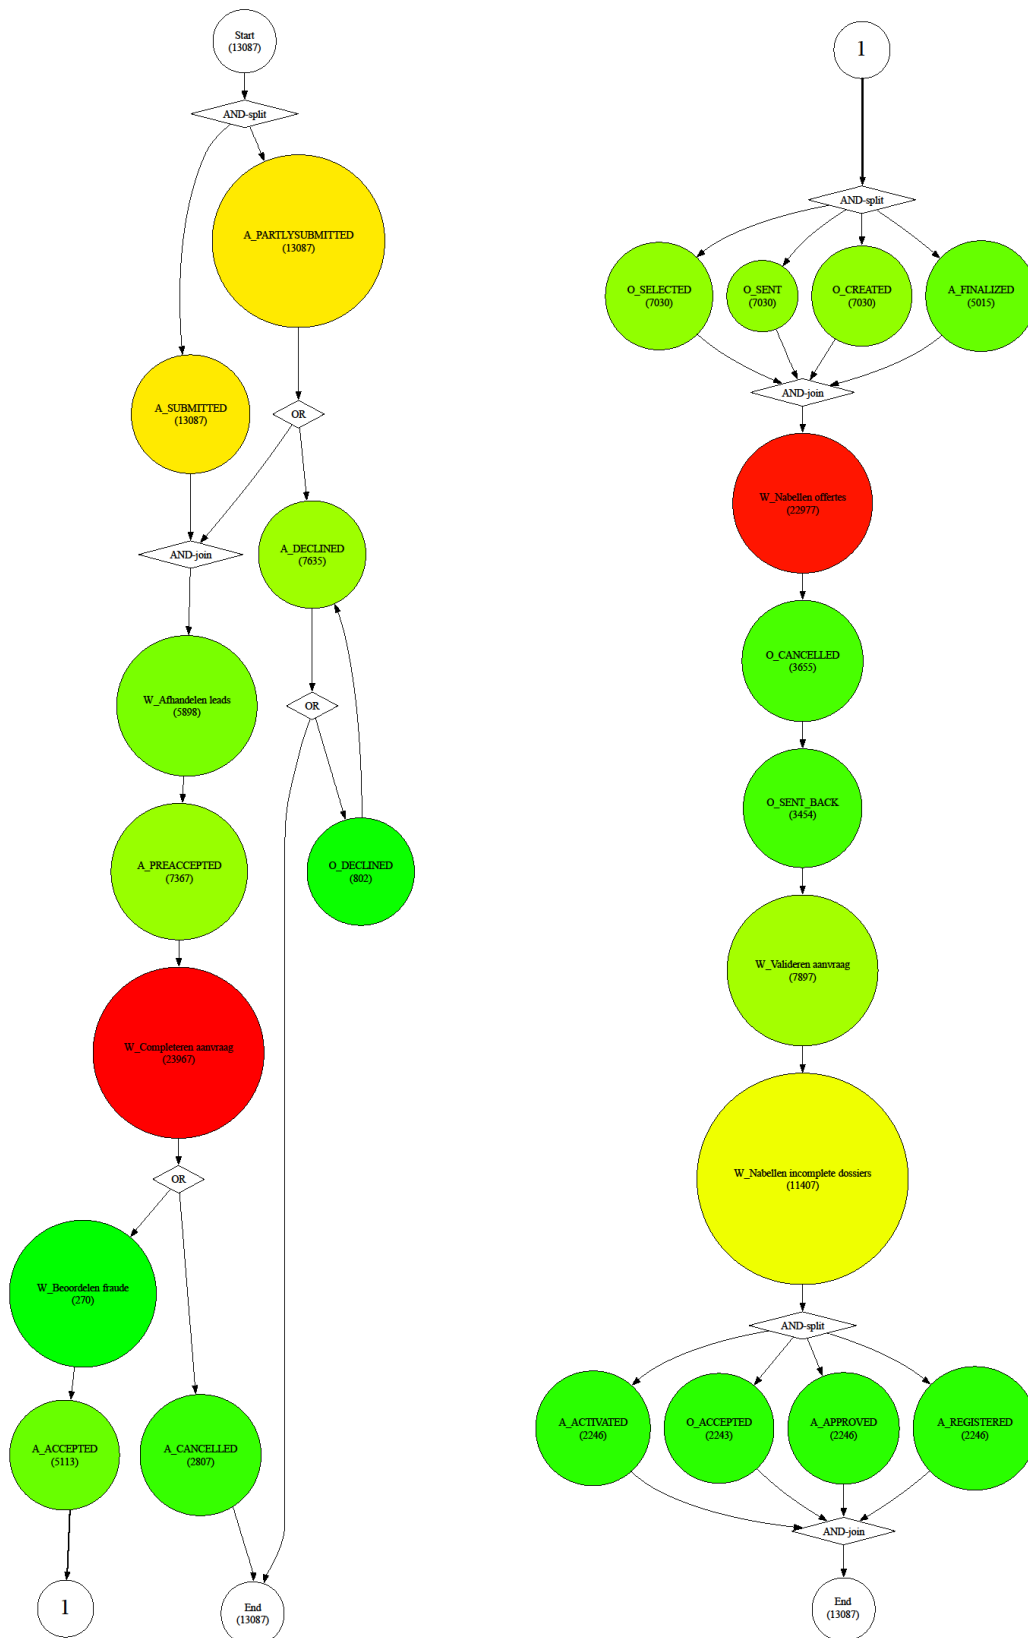 Start
(13087)
AND-split
A_PARTLYSUBMITTED
(13087)
A_SUBMITTED
(13087)
OR
AND-join
A_DECLINED
(7635)
W_Afhandelen leads
(5898)
OR
A_PREACCEPTED
(7367)
O_DECLINED
(802)
W_Completeren aanvraag
(23967)
OR
W_Beoordelen fraude
(270)
A_ACCEPTED
(5113)
A_CANCELLED
(2807)
1
End
(13087)
1
AND-split
O_SELECTED
(7030)
O_SENT
(7030)
O_CREATED
(7030)
A_FINALIZED
(5015)
AND-join
W_Nabellen offertes
(22977)
O_CANCELLED
(3655)
O_SENT_BACK
(3454)
W_Valideren aanvraag
(7897)
W_Nabellen incomplete dossiers
(11407)
AND-split
A_ACTIVATED
(2246)
O_ACCEPTED
(2243)
A_APPROVED
(2246)
A_REGISTERED
(2246)
AND-join
End
(13087)